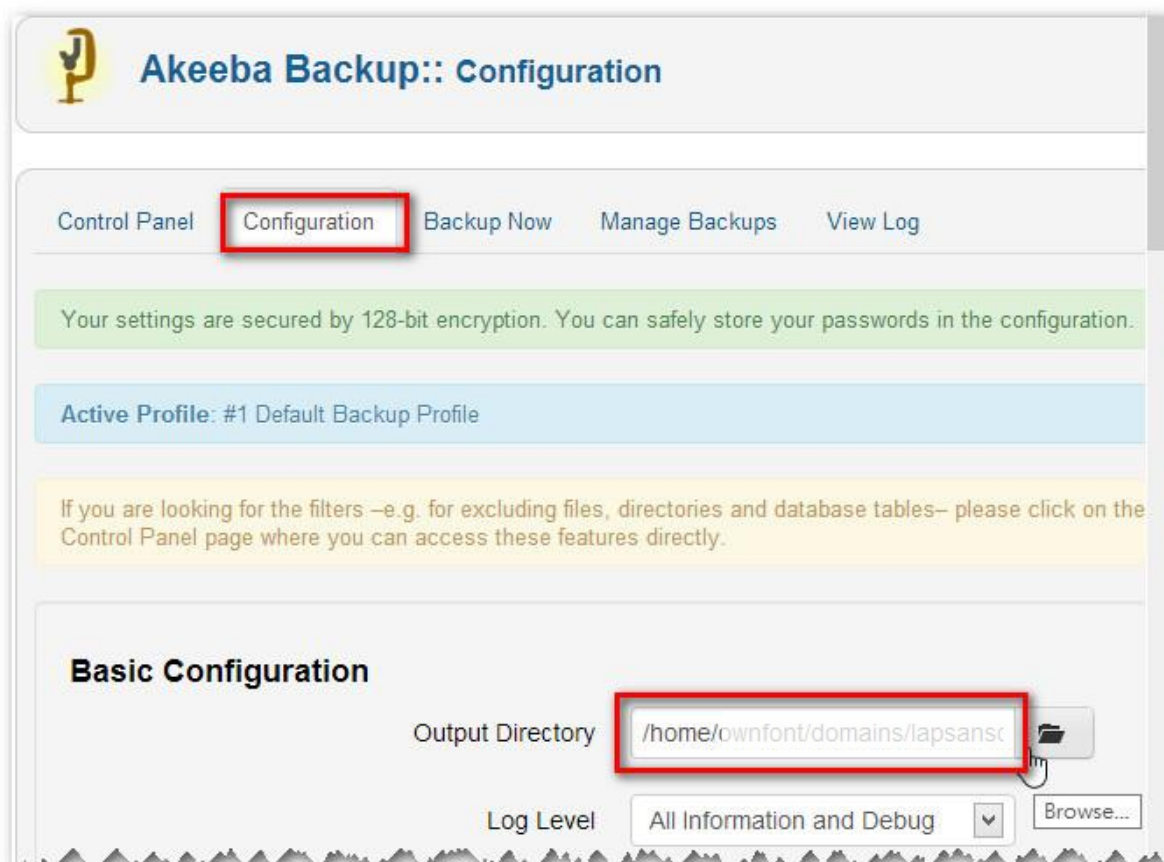 Akeeba Backup:: Configuration
Control Panel Configuration Backup Now Manage Backups View Log
Your settings are secured by 128-bit encryption. You can safely store your passwords in the configuration.
Active Profile: #1 Default Backup Profile
If you are looking for the filters –e.g. for excluding files, directories and database tables– please click on the
Control Panel page where you can access these features directly.
Basic Configuration
Output Directory /home/ownfont/domains/lapsansc
Log Level All Information and Debug
Browse...